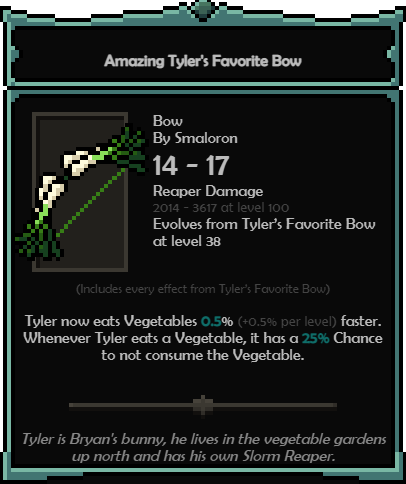 Amazing Tyler's Favorite Bow
Bow
By Smaloron
14 - 17
Reaper Damage
2014 - 3617 at level 100
Evolves from Tyler's Favorite Bow
at level 38
(Includes every effect from Tyler's Favorite Bow)
Tyler now eats Vegetables 0.5% (+0.5% per level) faster.
Whenever Tyler eats a Vegetable, it has a 25% Chance
to not consume the Vegetable.
Tyler is Bryan's bunny, he lives in the vegetable gardens
up north and has his own Slorm Reaper.